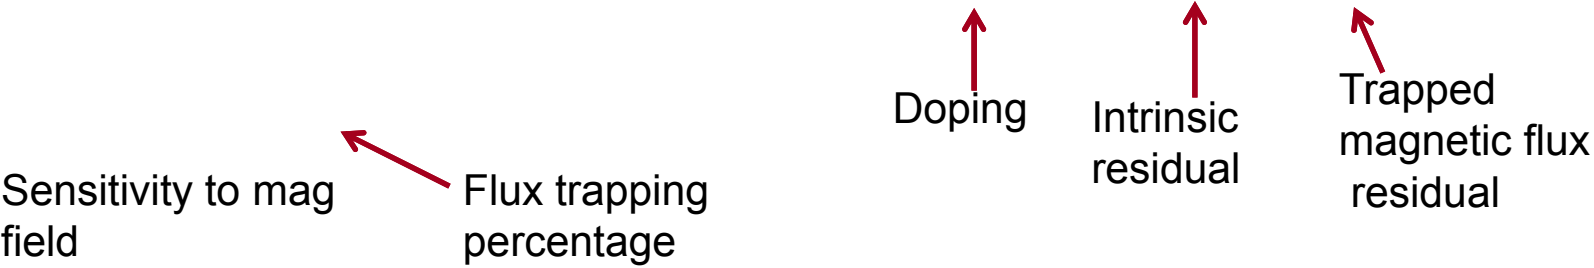 Doping
Intrinsic
residual
Trapped
magnetic flux
residual
Sensitivity to mag
field
Flux trapping
percentage